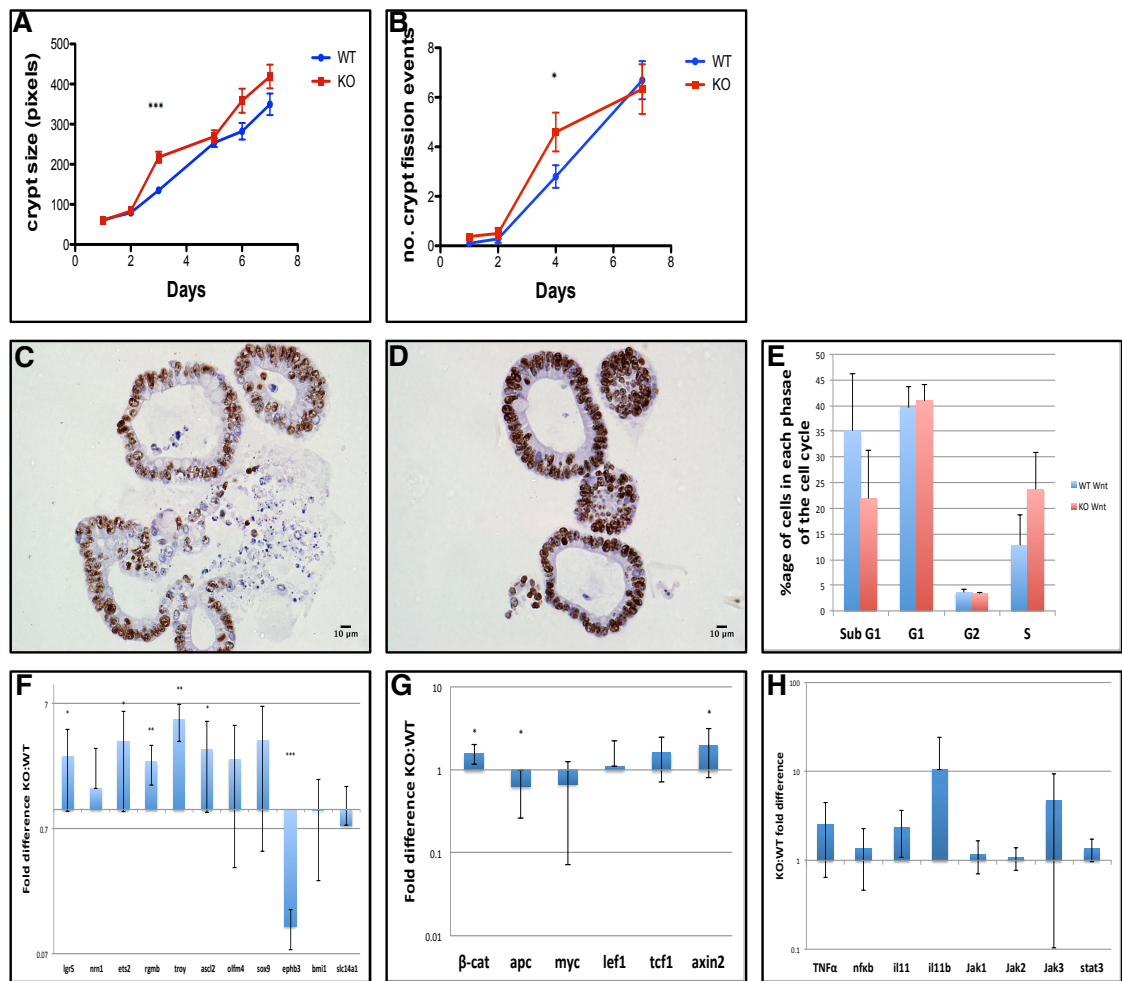 A
crypt size (pixels)
500
400
300
200
100
0
0 2 4 6 8
Days
***
WT
KO
B
no. crypt fission events
8
6
4
2
0
0 2 4 6 8
Days
*
WT
KO
C
10 µm
D
10 µm
E
%age of cells in each phasae
of the cell cycle
50
45
40
35
30
25
20
15
10
5
0
Sub G1 G1 G2 S
WT Wnt
KO Wnt
F
Fold difference KO:WT
7
0.7
0.07
* * ** ** * ***
lgr5 nrn1 ets2 rgmb troy ascl2 olfm4 sox9 ephb3 bmi1 slc14a1
G
Fold difference KO:WT
10
1
0.1
0.01
* * *
β-cat apc myc lef1 tcf1 axin2
H
KO:WT fold difference
100
10
1
0.1
TNFα nfκb il11 il11b Jak1 Jak2 Jak3 stat3